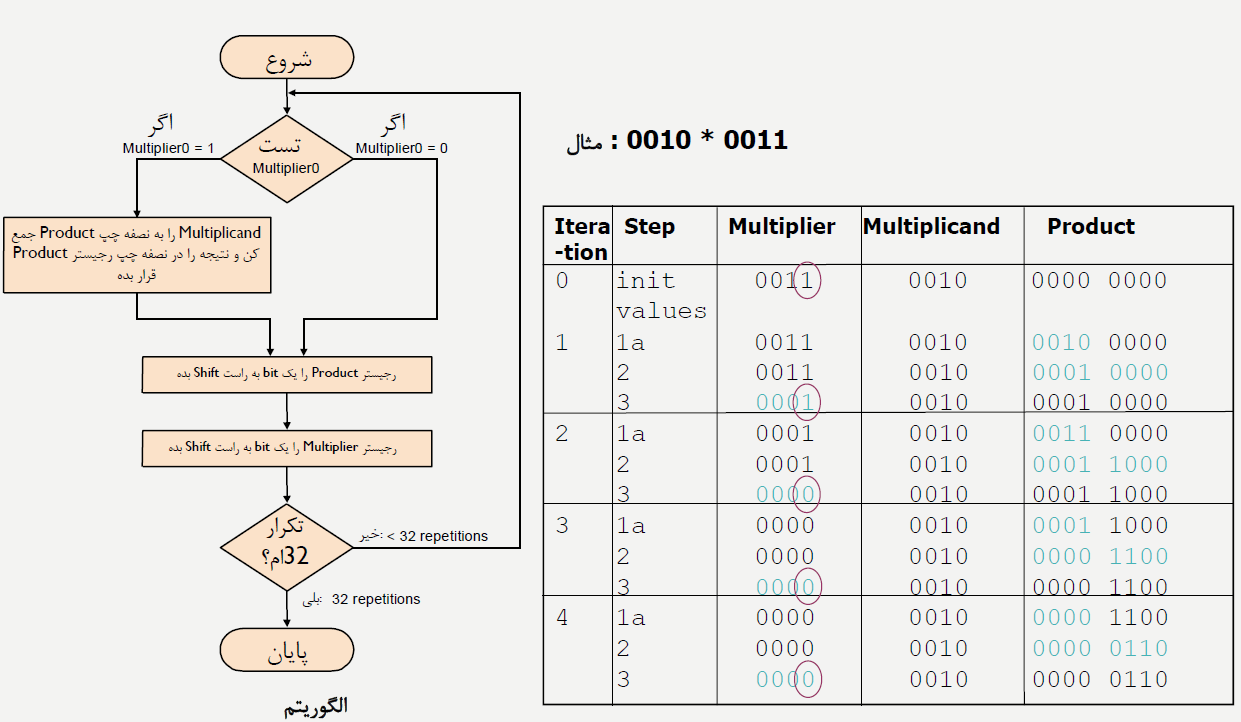 شروع
اگر
Multiplier0 = 1
اگر
Multiplier0 = 0
تست
Multiplier0
Multiplicand را به نصفه چپ Product جمع
کن و نتیجه را در نصفه چپ رجیستر Product
قرار بده
رجیستر Product را یک bit به راست Shift بده
رجیستر Multiplier را یک bit به راست Shift بده
تکرار
32ام؟
خیر: < 32 repetitions
بلی: 32 repetitions
پایان
الگوریتم
مثال : 0010 * 0011
Itera Step Multiplier Multiplicand Product
-tion
0 init 0011 0010 0000 0000
values
1 1a 0011 0010 0010 0000
2 0011 0010 0001 0000
3 0001 0010 0001 0000
2 1a 0001 0010 0011 0000
2 0001 0010 0001 1000
3 0000 0010 0001 1000
3 1a 0000 0010 0001 1000
2 0000 0010 0000 1100
3 0000 0010 0000 1100
4 1a 0000 0010 0000 1100
2 0000 0010 0000 0110
3 0000 0010 0000 0110